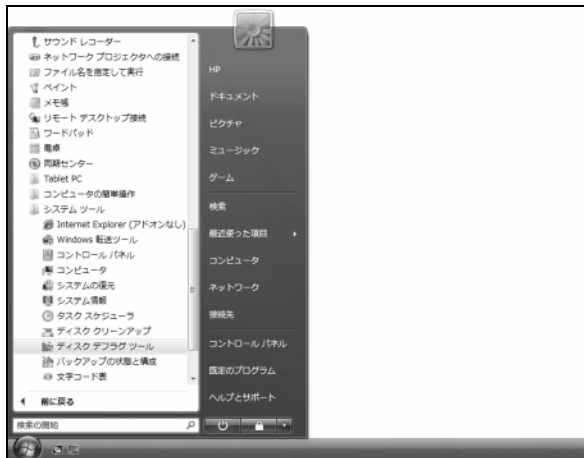 サウンド レコーダー
ネットワーク プロジェクタへの接続
ファイル名を指定して実行
ペイント
メモ帳
リモート デスクトップ接続
ワードパッド
電卓
同期センター
Tablet PC
コンピュータの簡単操作
システム ツール
Internet Explorer (アドオンなし)
Windows 転送ツール
コントロール パネル
コンピュータ
システムの復元
システム情報
タスク スケジューラ
ディスク クリーンアップ
ディスク デフラグ ツール
バックアップの状態と構成
文字コード表
前に戻る
検索の開始
HP
ドキュメント
ピクチャ
ミュージック
ゲーム
検索
最近使った項目
コンピュータ
ネットワーク
接続先
コントロール パネル
既定のプログラム
ヘルプとサポート